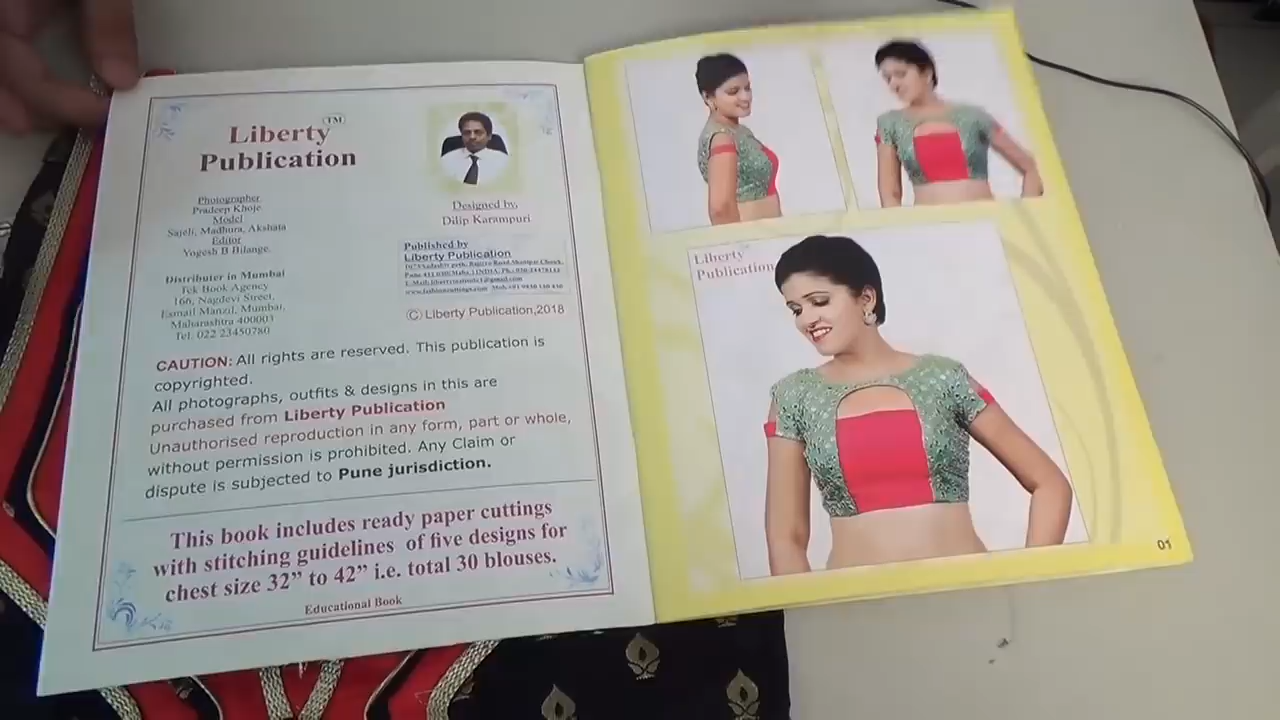 Liberty TM
Publication
Photographer
Pradeep Khoje
Model
Sajeli, Madhura, Akshata
Editor
Yogesh B Hilange.
Distributer in Mumbai
Tek Book Agency
166, Nagdevi Street,
Esmail Manzil, Mumbai,
Maharashtra 400003
Tel. 022 23450780
Designed by,
Dilip Karampuri
Published by
Liberty Publication
Ⓒ Liberty Publication,2018
CAUTION: All rights are reserved. This publication is
copyrighted.
All photographs, outfits & designs in this are
purchased from Liberty Publication
Unauthorised reproduction in any form, part or whole,
without permission is prohibited. Any Claim or
dispute is subjected to Pune jurisdiction.
This book includes ready paper cuttings
with stitching guidelines of five designs for
chest size 32” to 42” i.e. total 30 blouses.
Educational Book
Liberty
Publication
01